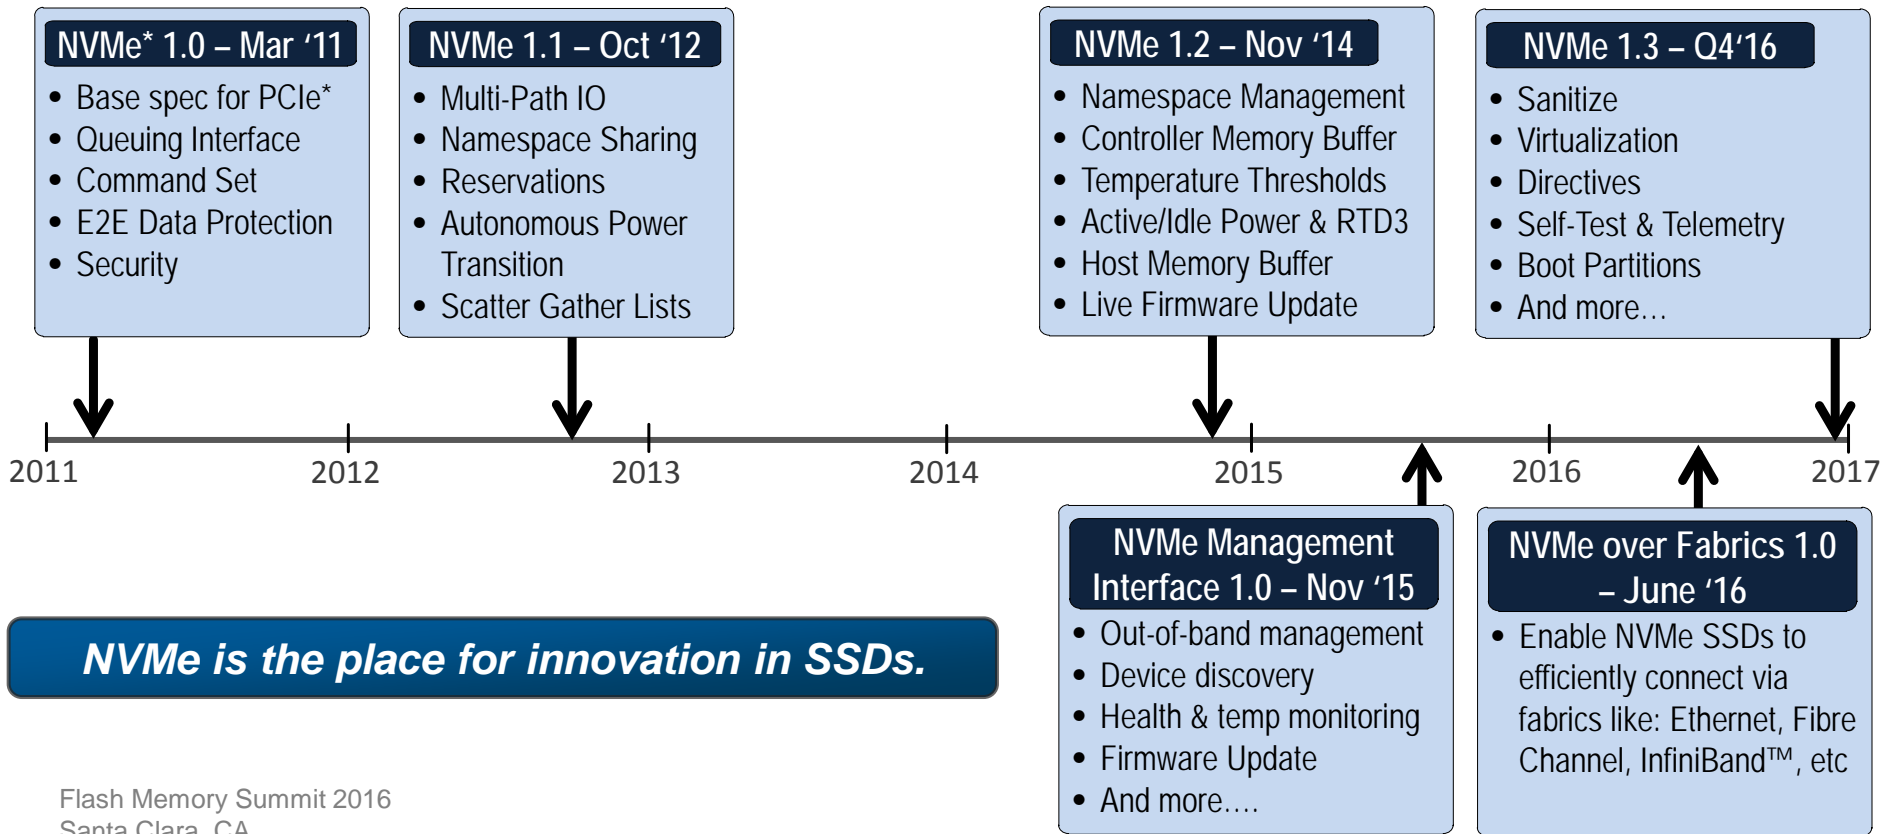 NVMe* 1.0 – Mar ‘11
• Base spec for PCIe*
• Queuing Interface
• Command Set
• E2E Data Protection
• Security
NVMe 1.1 – Oct ‘12
• Multi-Path IO
• Namespace Sharing
• Reservations
• Autonomous Power
Transition
• Scatter Gather Lists
NVMe 1.2 – Nov ‘14
• Namespace Management
• Controller Memory Buffer
• Temperature Thresholds
• Active/Idle Power & RTD3
• Host Memory Buffer
• Live Firmware Update
NVMe 1.3 – Q4‘16
• Sanitize
• Virtualization
• Directives
• Self-Test & Telemetry
• Boot Partitions
• And more…
2011 2012 2013 2014 2015 2016 2017
NVMe Management
Interface 1.0 – Nov ‘15
• Out-of-band management
• Device discovery
• Health & temp monitoring
• Firmware Update
• And more….
NVMe over Fabrics 1.0
– June ‘16
• Enable NVMe SSDs to
efficiently connect via
fabrics like: Ethernet, Fibre
Channel, InfiniBand™, etc
NVMe is the place for innovation in SSDs.
Flash Memory Summit 2016
Santa Clara, CA